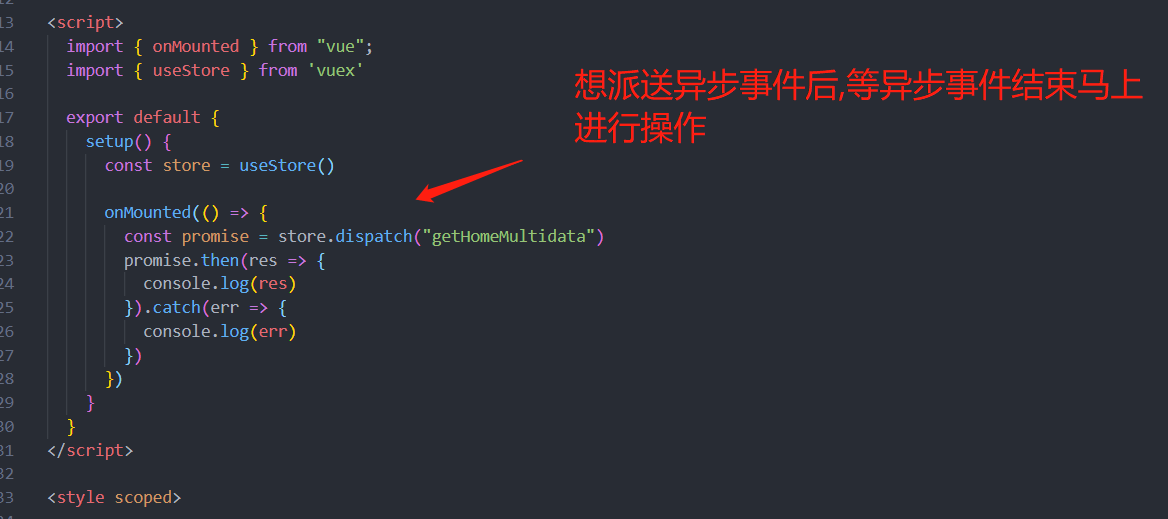 12
13 <script>
14 import { onMounted } from "vue";
15 import { useStore } from 'vuex'
16
17 export default {
18 setup() {
19 const store = useStore()
20
21 onMounted(() => {
22 const promise = store.dispatch("getHomeMultidata")
23 promise.then(res => {
24 console.log(res)
25 }).catch(err => {
26 console.log(err)
27 })
28 })
29 }
30 }
31 </script>
32
33 <style scoped>
想派送异步事件后,等异步事件结束马上
进行操作